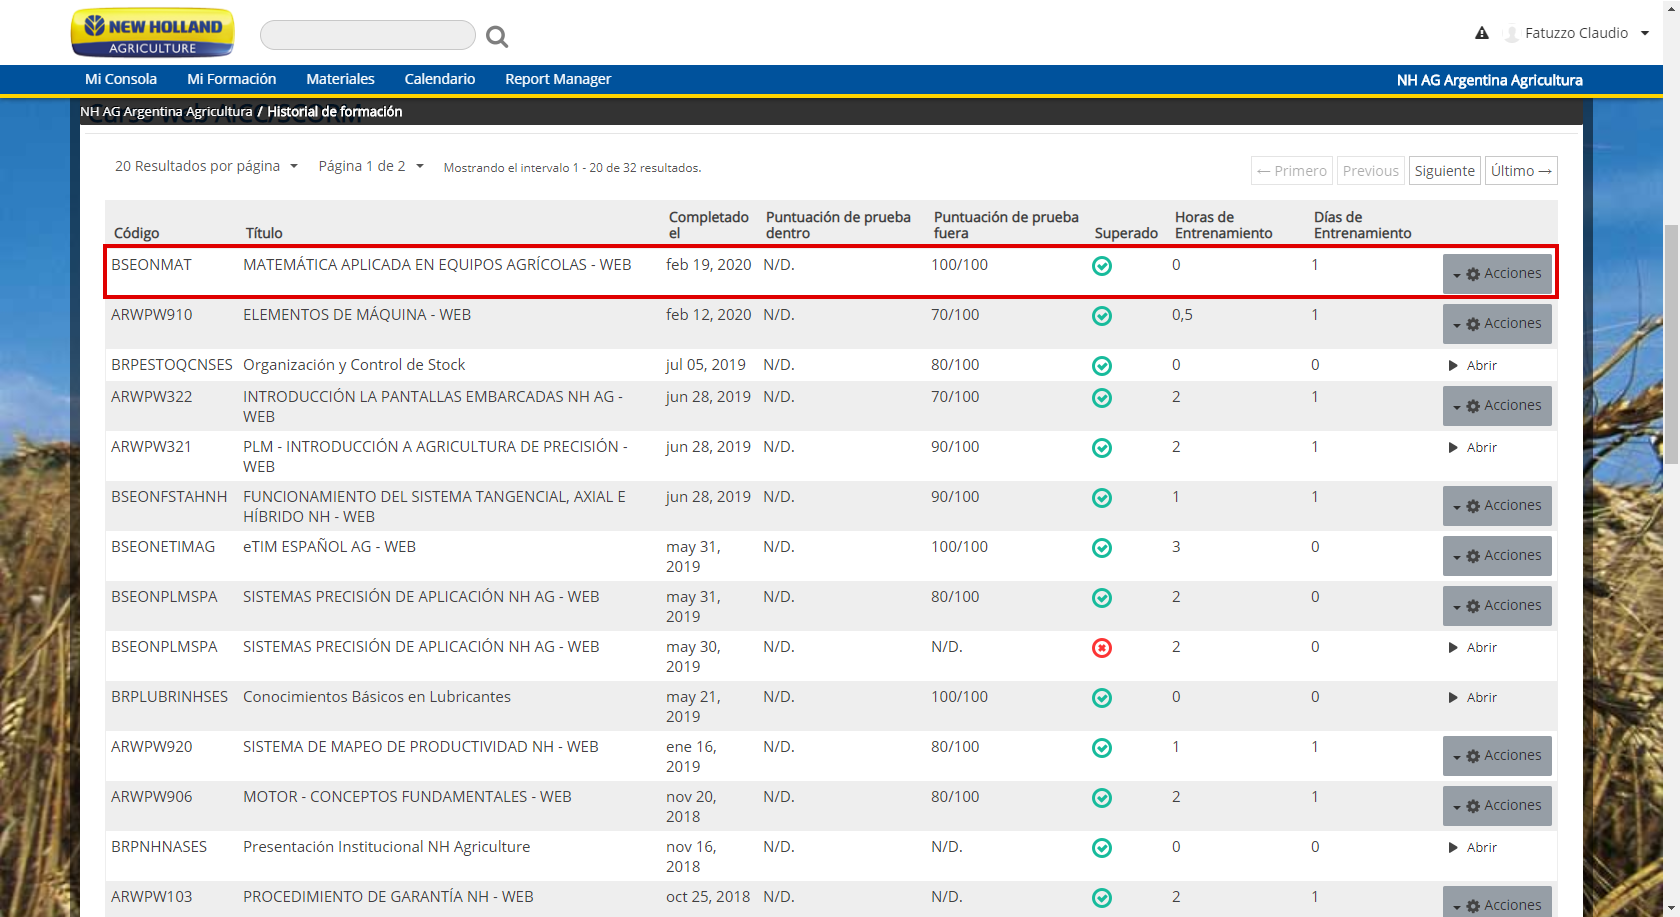 NEW HOLLAND
AGRICULTURE
Fatuzzo Claudio
Mi Consola Mi Formación Materiales Calendario Report Manager NH AG Argentina Agricultura
NH AG Argentina Agricultura / Historial de formación
20 Resultados por página Página 1 de 2 Mostrando el intervalo 1 - 20 de 32 resultados. ← Primero Previous Siguiente Último →
Código Título Completado el Puntuación de prueba dentro Puntuación de prueba fuera Superado Horas de Entrenamiento Días de Entrenamiento
BSEONMAT MATEMÁTICA APLICADA EN EQUIPOS AGRÍCOLAS - WEB feb 19, 2020 N/D. 100/100 0 1 Acciones
ARWPW910 ELEMENTOS DE MÁQUINA - WEB feb 12, 2020 N/D. 70/100 0,5 1 Acciones
BRPESTOQCNSES Organización y Control de Stock jul 05, 2019 N/D. 80/100 0 0 Abrir
ARWPW322 INTRODUCCIÓN LA PANTALLAS EMBARCADAS NH AG - WEB jun 28, 2019 N/D. 70/100 2 1 Acciones
ARWPW321 PLM - INTRODUCCIÓN A AGRICULTURA DE PRECISIÓN - WEB jun 28, 2019 N/D. 90/100 2 1 Abrir
BSEONFSTAHNH FUNCIONAMIENTO DEL SISTEMA TANGENCIAL, AXIAL E HÍBRIDO NH - WEB jun 28, 2019 N/D. 90/100 1 1 Acciones
BSEONETIMAG eTIM ESPAÑOL AG - WEB may 31, 2019 N/D. 100/100 3 0 Acciones
BSEONPLMSPA SISTEMAS PRECISIÓN DE APLICACIÓN NH AG - WEB may 31, 2019 N/D. 80/100 2 0 Acciones
BSEONPLMSPA SISTEMAS PRECISIÓN DE APLICACIÓN NH AG - WEB may 30, 2019 N/D. N/D. 2 0 Abrir
BRPLUBRINHSES Conocimientos Básicos en Lubricantes may 21, 2019 N/D. 100/100 0 0 Abrir
ARWPW920 SISTEMA DE MAPEO DE PRODUCTIVIDAD NH - WEB ene 16, 2019 N/D. 80/100 1 1 Acciones
ARWPW906 MOTOR - CONCEPTOS FUNDAMENTALES - WEB nov 20, 2018 N/D. 80/100 2 1 Acciones
BRPNHNASES Presentación Institucional NH Agriculture nov 16, 2018 N/D. N/D. 0 0 Abrir
ARWPW103 PROCEDIMIENTO DE GARANTÍA NH - WEB oct 25, 2018 N/D. N/D. 2 1 Acciones